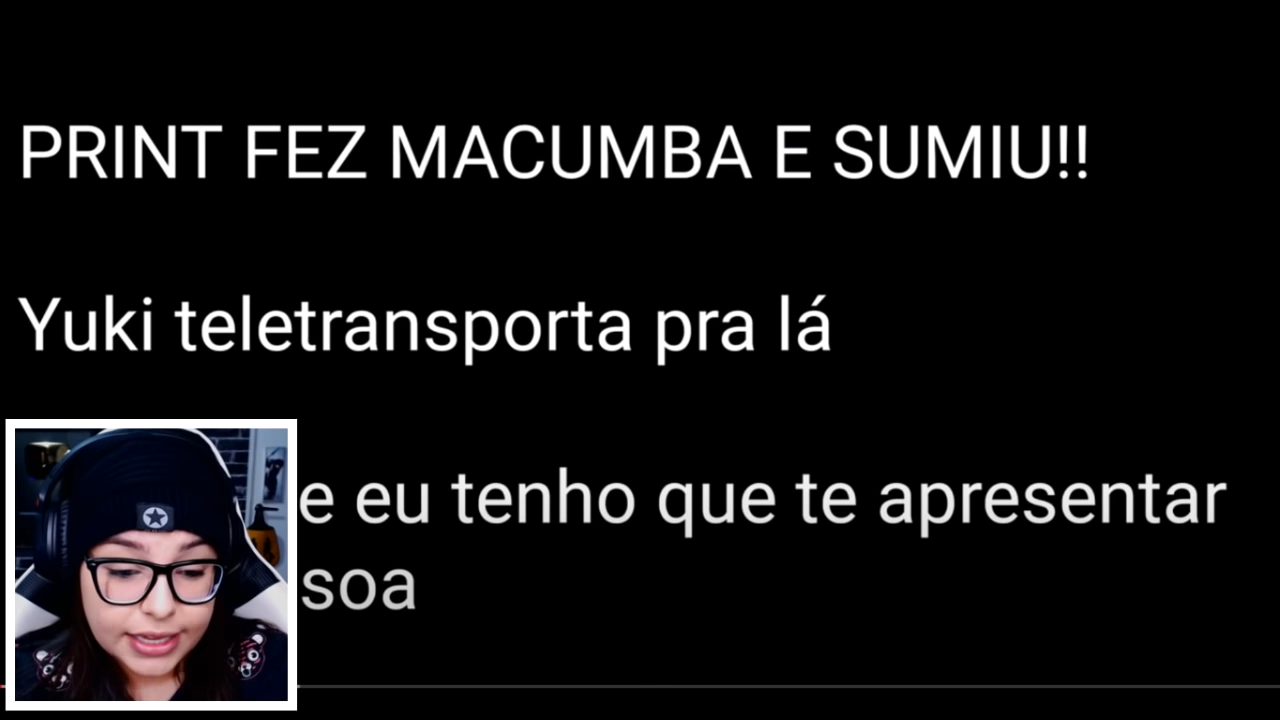 PRINT FEZ MACUMBA E SUMIU!!
Yuki teletransporta pra lá
e eu tenho que te apresentar
soa